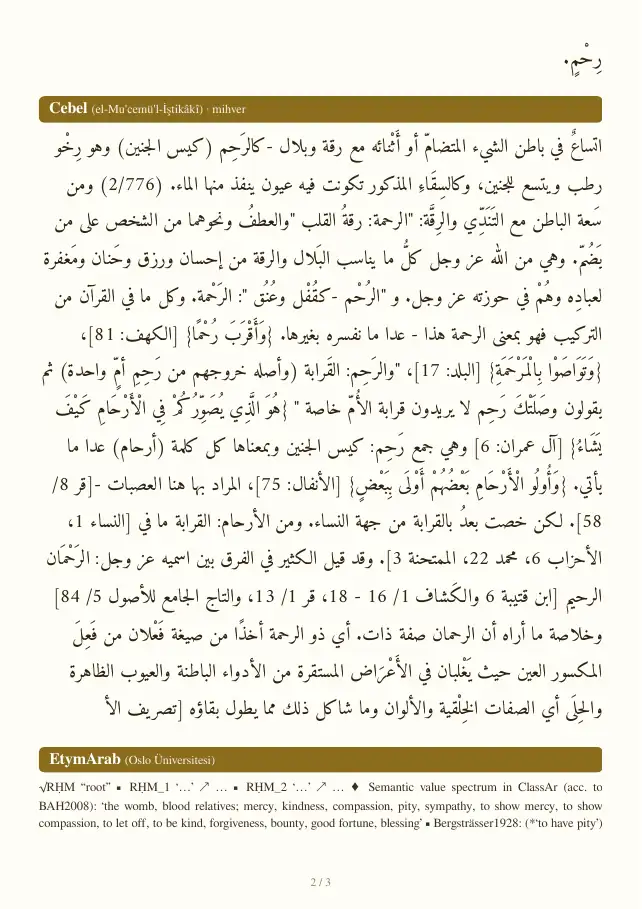 رِحْمٍ.
Cebel (el-Mu'cemü'l-İştikâkî) · mihver
اتساعٌ في باطن الشيء المتضامّ أو أَثْنائه مع رقة وبلال -كالرَحِم (كيس الجنين) وهو رِخْو
رطب ويتسع للجنين، وكالسِقَاءِ المذكور تكونت فيه عيون ينفذ منها الماء. (2/776) ومن
سَعة الباطن مع التَنَدِّي والرِقَّة: "الرحمة: رقةُ القلب "والعطفُ ونحوهما من الشخص على من
يَضُمّ. وهي من الله عز وجل كلُّ ما يناسب البَلال والرقة من إحسان ورزق وحَنان ومَغفرة
لعبادِه وهُمْ في حوزته عز وجل. و "الرُحْم -كقُفْل وعُنُق ": الرَحْمة. وكل ما في القرآن من
التركيب فهو بمعنى الرحمة هذا - عدا ما نفسره بغيرها. {وَأَقْرَبَ رُحْمًا} [الكهف: 81]،
{وَتَوَاصَوْا بِالْمَرْحَمَةِ} [البلد: 17]، "والرَحِم: القَرابة (وأصله خروجهم من رَحِمِ أمٍّ واحدة) ثم
يقولون وصَلَتْكَ رَحِم لا يريدون قرابة الأُمّ خاصة " {هُوَ الَّذِي يُصَوِّرُكُمْ فِي الْأَرْحَامِ كَيْفَ
يَشَاءُ} [آل عمران: 6] وهي جمع رَحِم: كيس الجنين وبمعناها كل كلمة (أرحام) عدا ما
يأتي. {وَأُولُو الْأَرْحَامِ بَعْضُهُمْ أَوْلَى بِبَعْضٍ} [الأنفال: 75]، المراد بها هنا العصبات -[قر 8/
58]. لكن خصت بعدُ بالقرابة من جهة النساء. ومن الأرحام: القرابة ما في [النساء 1،
الأحزاب 6، محمد 22، الممتحنة 3]. وقد قيل الكثير في الفرق بين اسميه عز وجل: الرَحْمَان
الرحيم [ابن قتيبة 6 والكَشاف 1/ 16 - 18، قر 1/ 13، والتاج الجامع للأصول 5/ 84]
وخلاصة ما أراه أن الرحمان صفة ذات. أي ذو الرحمة أخذًا من صيغة فَعْلان من فَعِلَ
المكسور العين حيث يَغْلبان في الأَعْرَاض المستقرة من الأدواء الباطنة والعيوب الظاهرة
والحِلَى أي الصفات الخِلْقية والألوان وما شاكل ذلك مما يطول بقاؤه [تصريف الأ
EtymArab (Oslo Üniversitesi)
√RḤM “root” ▪ RḤM_1 ‘…’ ↗ … ▪ RḤM_2 ‘…’ ↗ … ♦ Semantic value spectrum in ClassAr (acc. to
BAH2008): ‘the womb, blood relatives; mercy, kindness, compassion, pity, sympathy, to show mercy, to show
compassion, to let off, to be kind, forgiveness, bounty, good fortune, blessing’ ▪ Bergsträsser1928: (*‘to have pity’)
2 / 3